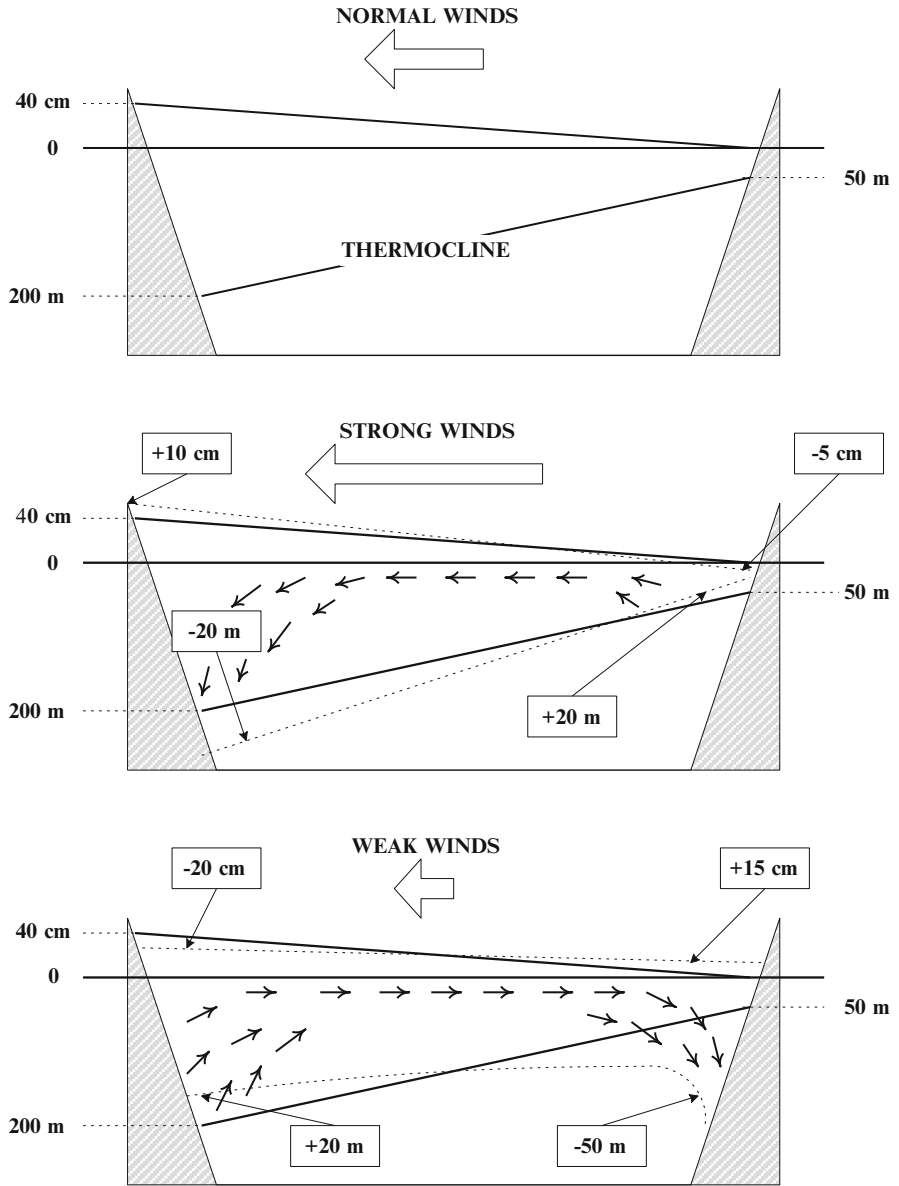 NORMAL WINDS
40 cm
0
50 m
THERMOCLINE
200 m
STRONG WINDS
+10 cm
-5 cm
40 cm
0
50 m
-20 m
200 m
+20 m
WEAK WINDS
-20 cm
+15 cm
40 cm
0
50 m
200 m
+20 m
-50 m